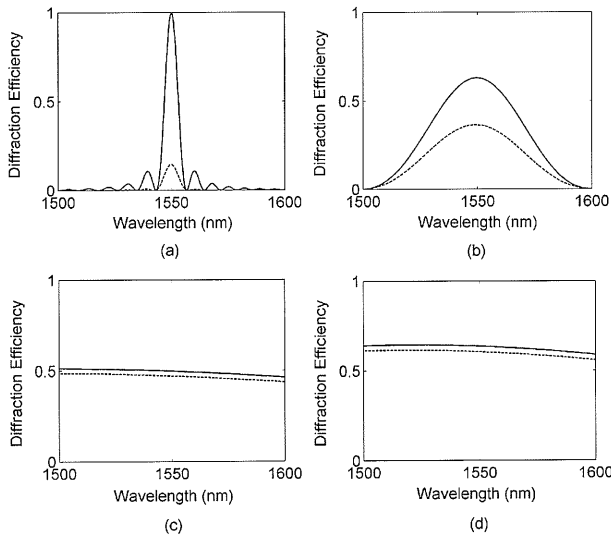 Diffraction Efficiency
1
0.5
0
1500
1550
1600
Wavelength (nm)
(a)
Diffraction Efficiency
1
0.5
0
1500
1550
1600
Wavelength (nm)
(b)
Diffraction Efficiency
1
0.5
0
1500
1550
1600
Wavelength (nm)
(c)
Diffraction Efficiency
1
0.5
0
1500
1550
1600
Wavelength (nm)
(d)